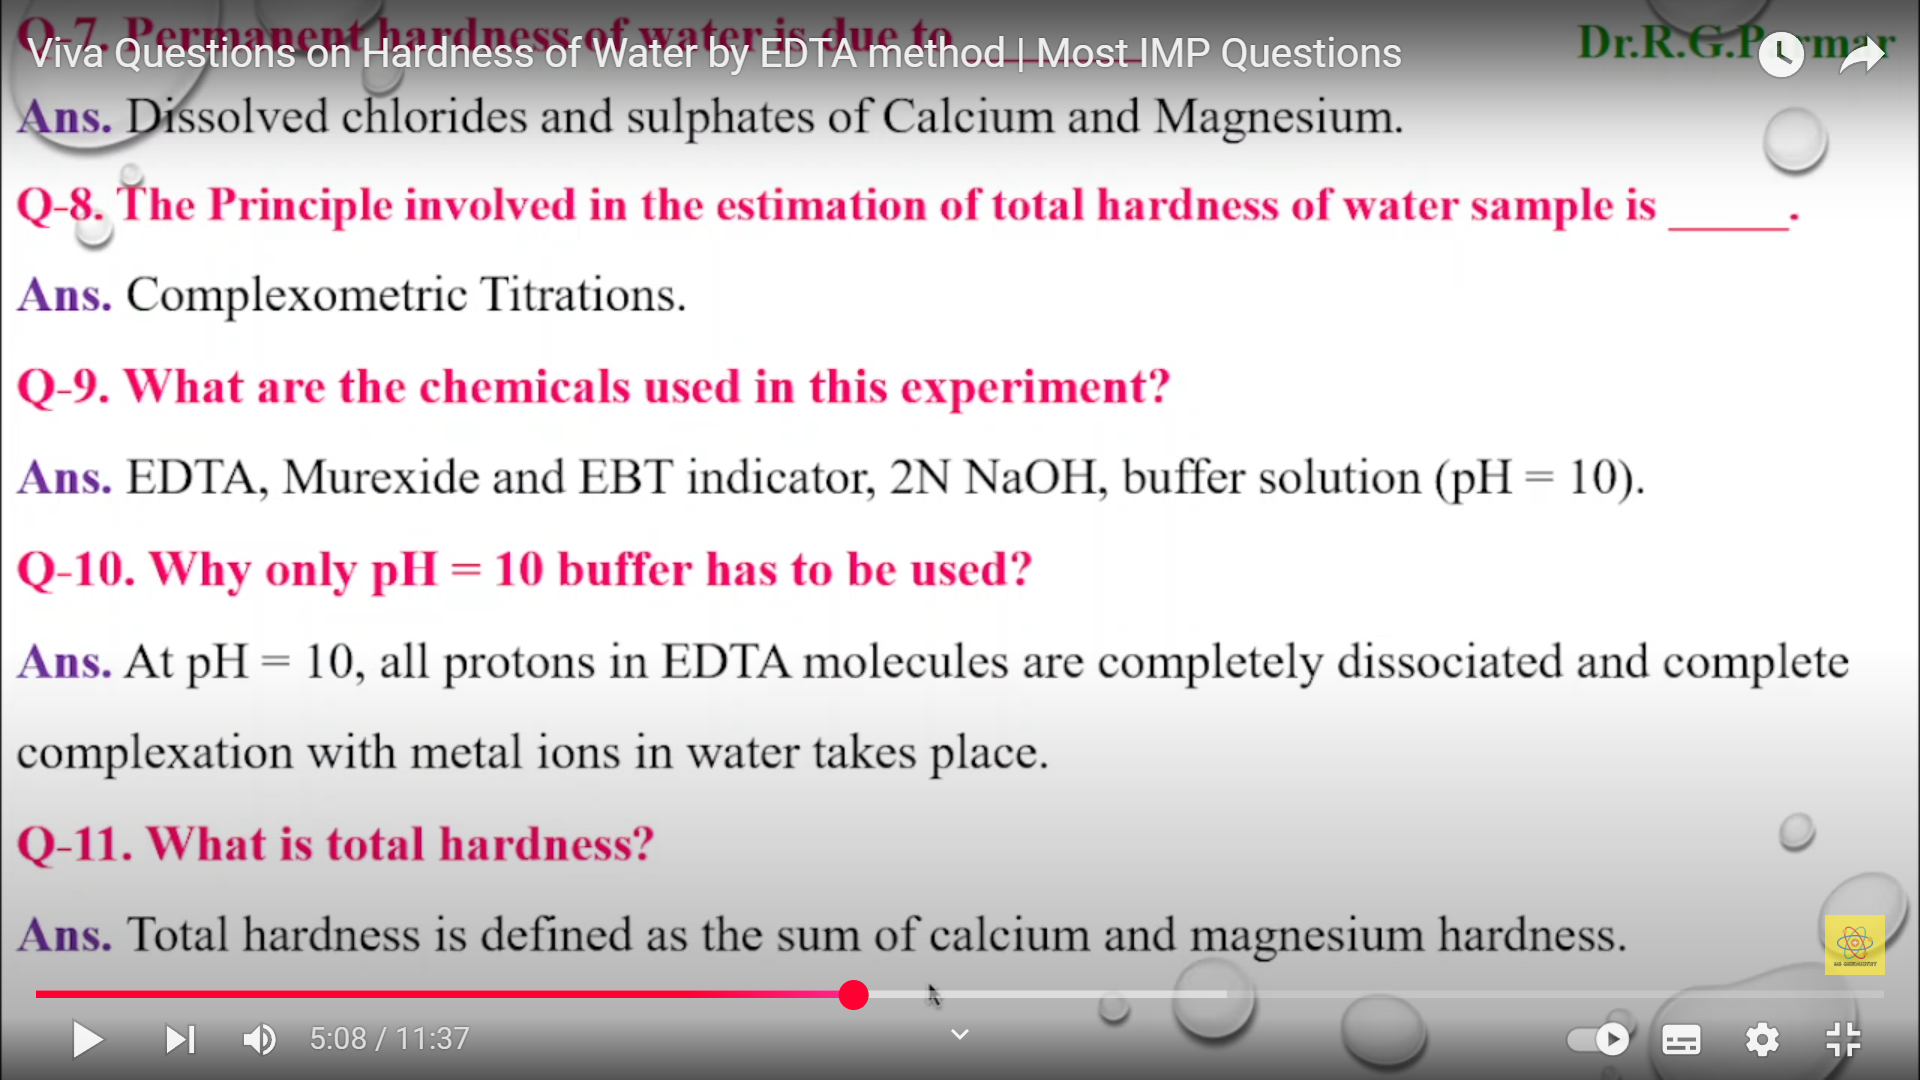 Q-7. Permanent hardness of water is due to
Viva Questions on Hardness of Water by EDTA method | Most IMP Questions
Dr.R.G.Parmar
Ans. Dissolved chlorides and sulphates of Calcium and Magnesium.
Q-8. The Principle involved in the estimation of total hardness of water sample is ______.
Ans. Complexometric Titrations.
Q-9. What are the chemicals used in this experiment?
Ans. EDTA, Murexide and EBT indicator, 2N NaOH, buffer solution (pH = 10).
Q-10. Why only pH = 10 buffer has to be used?
Ans. At pH = 10, all protons in EDTA molecules are completely dissociated and complete
complexation with metal ions in water takes place.
Q-11. What is total hardness?
Ans. Total hardness is defined as the sum of calcium and magnesium hardness.
5:08 / 11:37